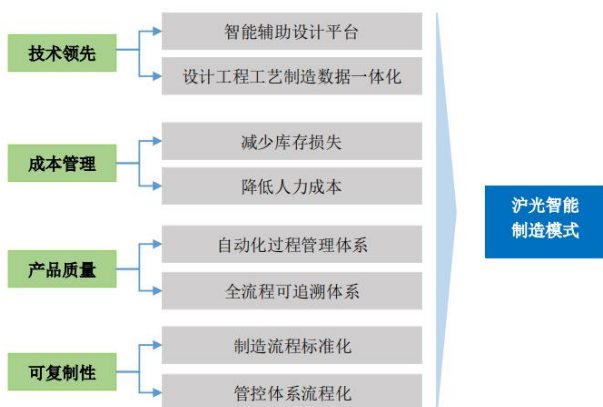 技术领先
智能辅助设计平台
设计工程工艺制造数据一体化
成本管理
减少库存损失
降低人力成本
产品质量
自动化过程管理体系
全流程可追溯体系
可复制性
制造流程标准化
管控体系流程化
沪光智能
制造模式